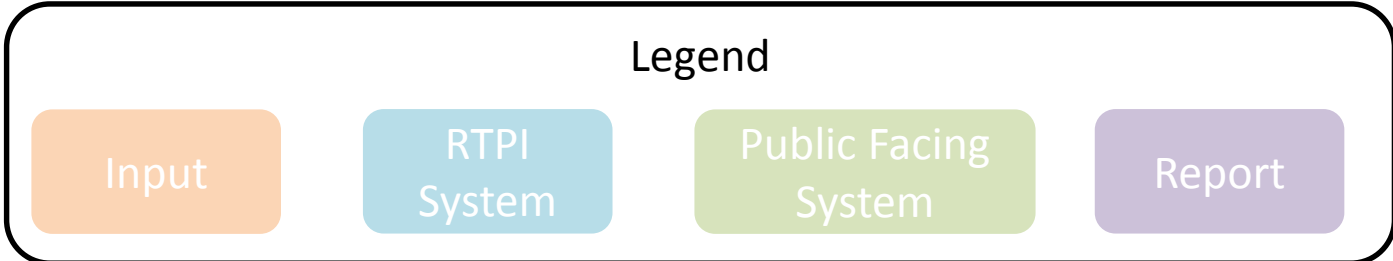 Legend
Input
RTPI
System
Public Facing
System
Report